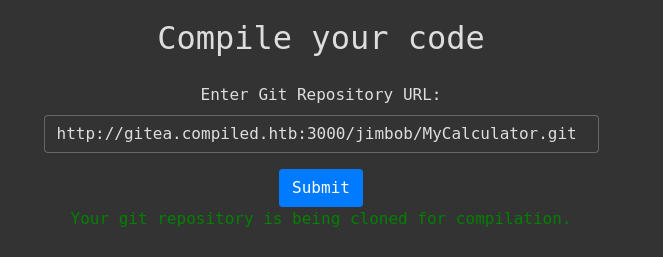 Compile your code
Enter Git Repository URL:
http://gitea.compiled.htb:3000/jimbob/MyCalculator.git
Submit
Your git repository is being cloned for compilation.